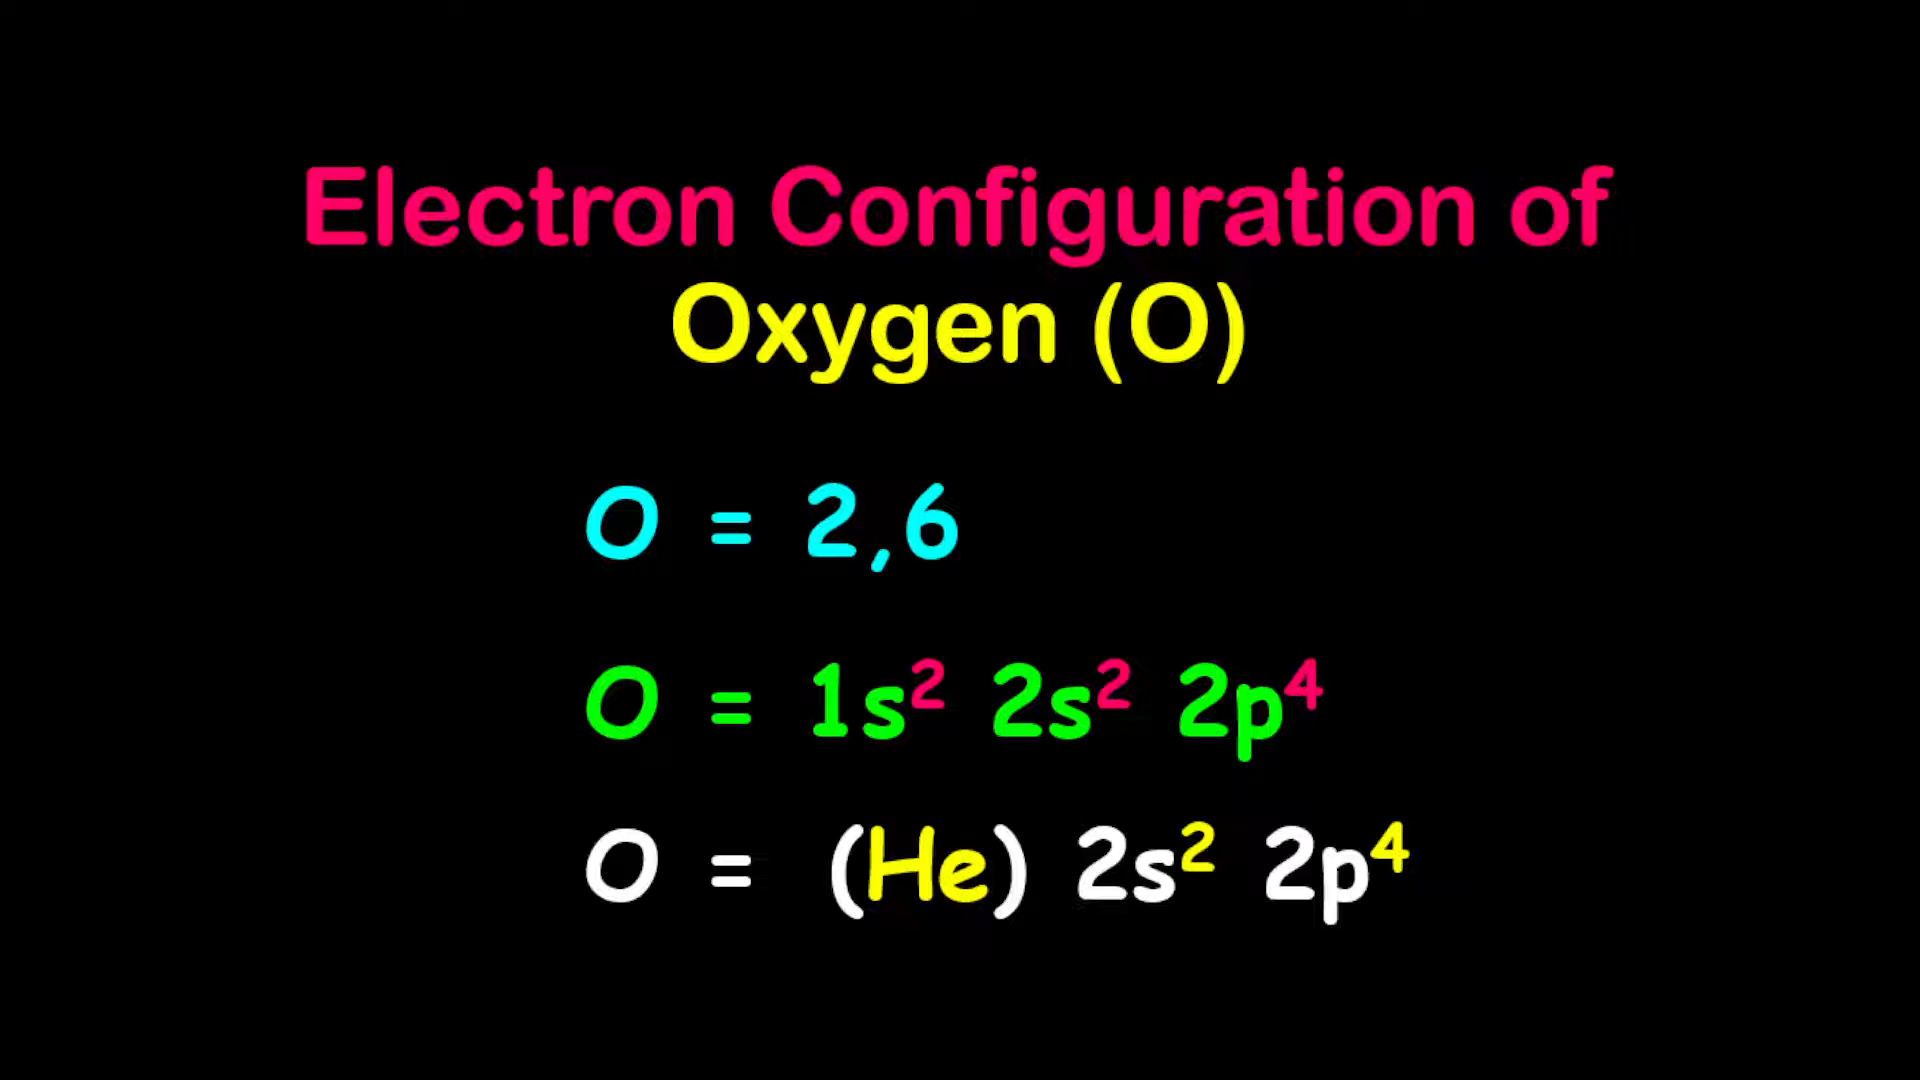 Electron Configuration of
Oxygen (O)
O = 2,6
O = 1s² 2s² 2p⁴
O = (He) 2s² 2p⁴